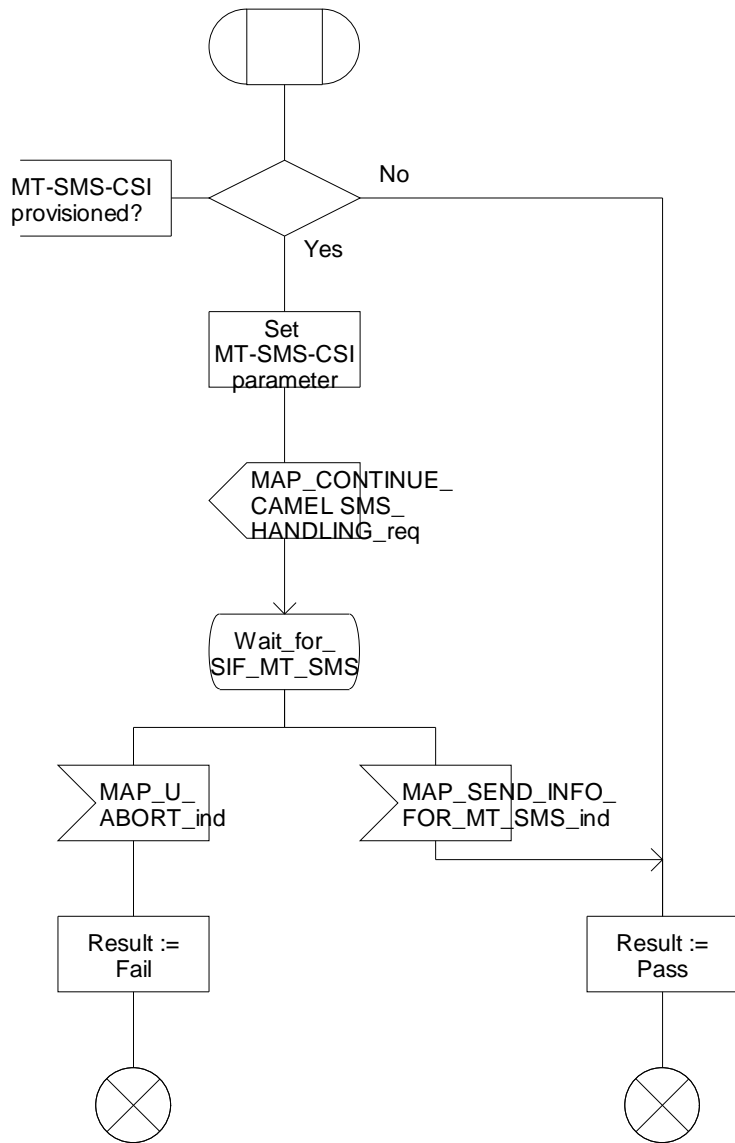 No
MT-SMS-CSI
provisioned?
Yes
Set
MT-SMS-CSI
parameter
MAP_CONTINUE_
CAMEL SMS_
HANDLING_req
Wait_for_
SIF_MT_SMS
MAP_U_
ABORT_ind
MAP_SEND_INFO_
FOR_MT_SMS_ind
Result :=
Fail
Result :=
Pass